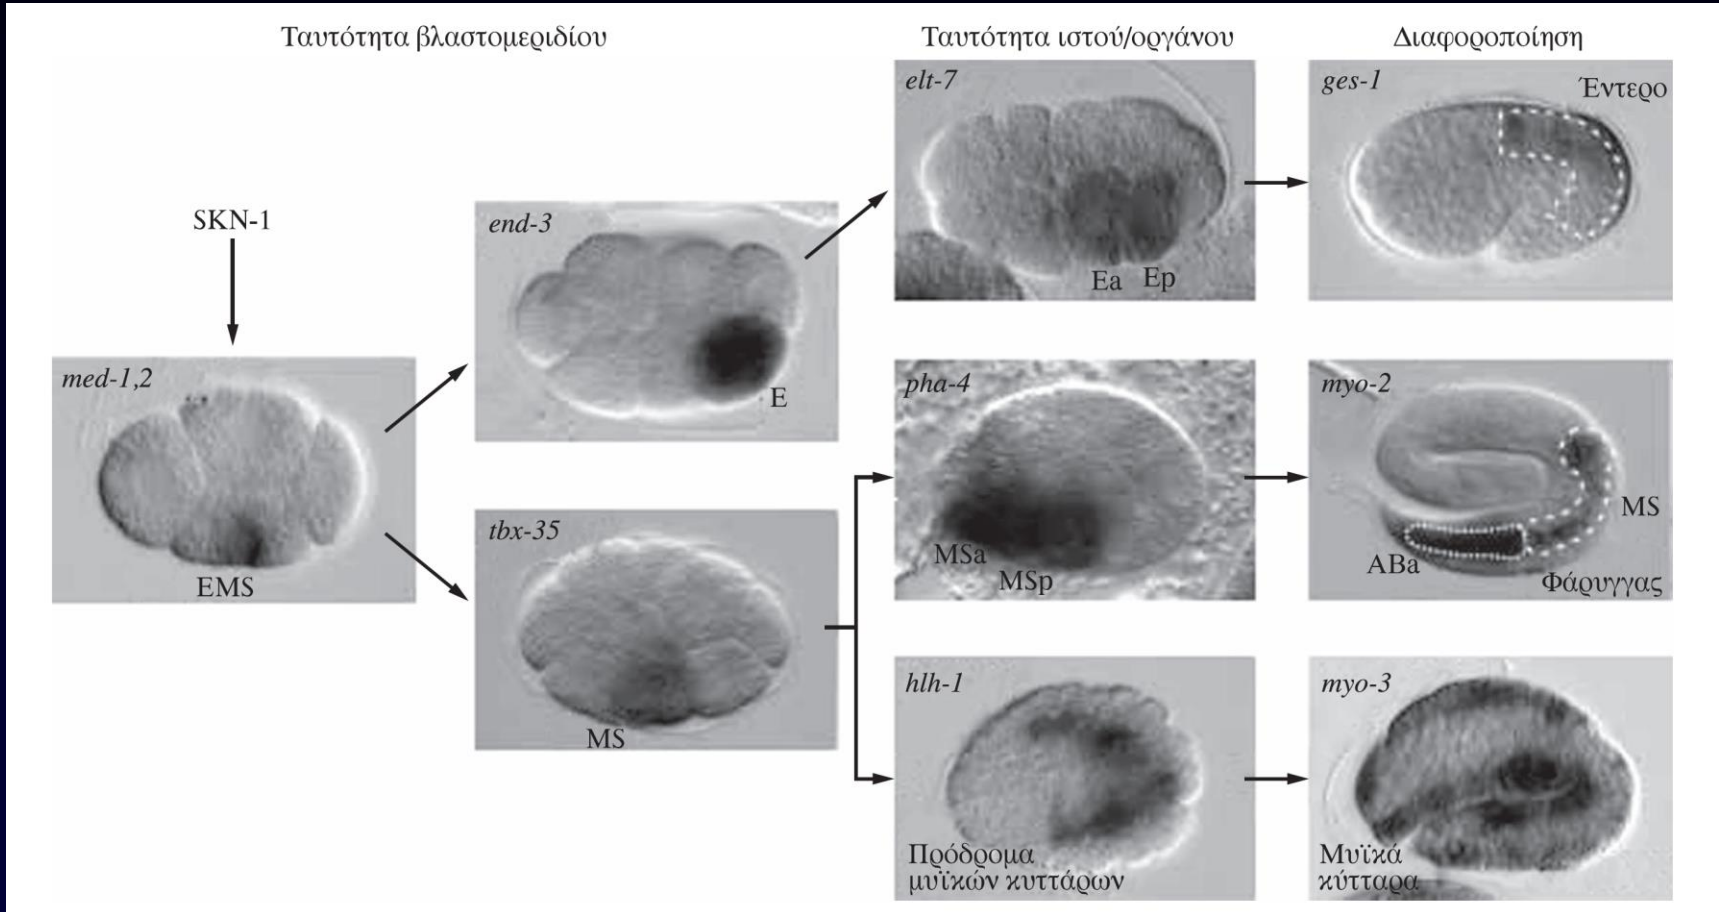 Ταυτότητα βλαστομεριδίου
Ταυτότητα ιστού/οργάνου
Διαφοροποίηση
SKN-1
med-1,2
EMS
end-3
E
tbx-35
MS
elt-7
Ea Ep
ges-1
Έντερο
pha-4
MSa
MSp
myo-2
MS
ABa
Φάρυγγας
hlh-1
Πρόδρομα
μυϊκών κυττάρων
myo-3
Μυϊκά
κύτταρα